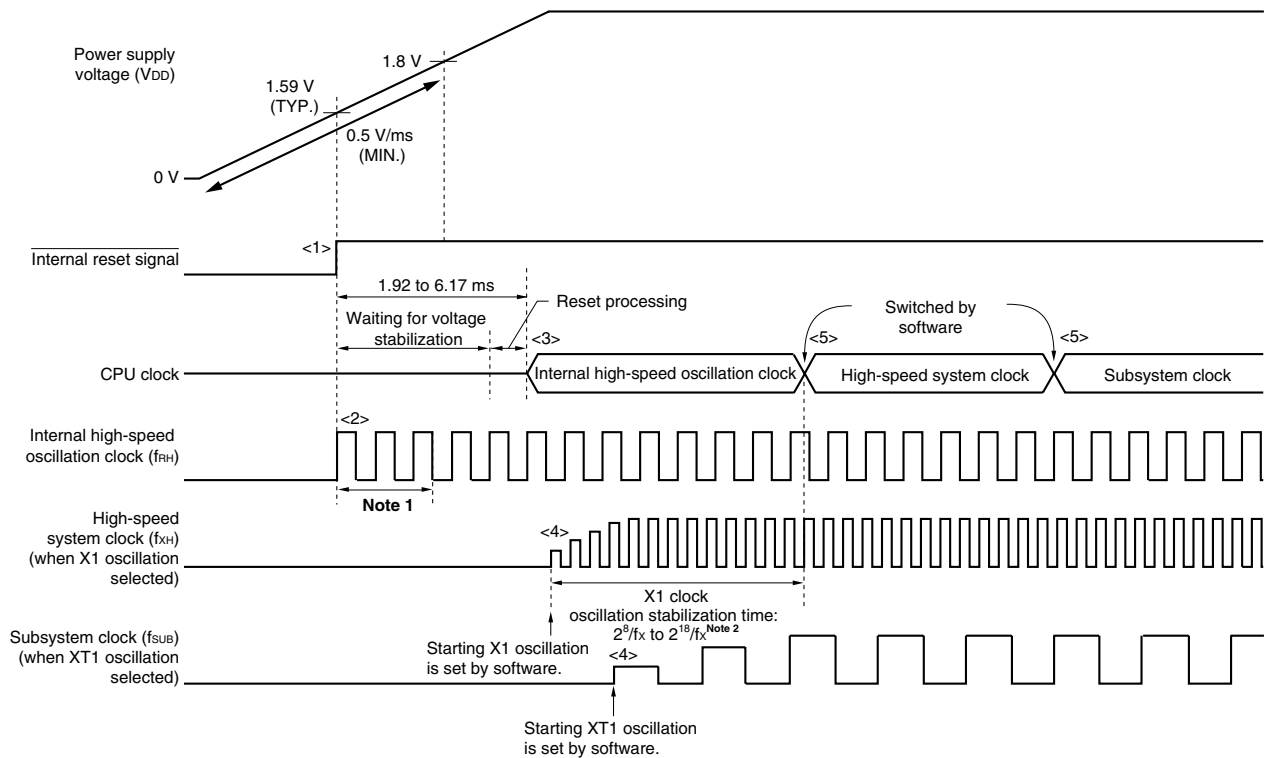 Power supply
voltage (VDD)
1.8 V
1.59 V
(TYP.)
0.5 V/ms
(MIN.)
0 V
Internal reset signal
<1>
1.92 to 6.17 ms
Reset processing
Waiting for voltage
stabilization
Switched by
software
<3>
<5>
<5>
CPU clock
Internal high-speed oscillation clock
High-speed system clock
Subsystem clock
<2>
Internal high-speed
oscillation clock (fRH)
Note 1
High-speed
system clock (fXH)
(when X1 oscillation
selected)
<4>
X1 clock
oscillation stabilization time:
2^8/fX to 2^18/fX Note 2
Starting X1 oscillation
is set by software.
Subsystem clock (fSUB)
(when XT1 oscillation
selected)
<4>
Starting XT1 oscillation
is set by software.